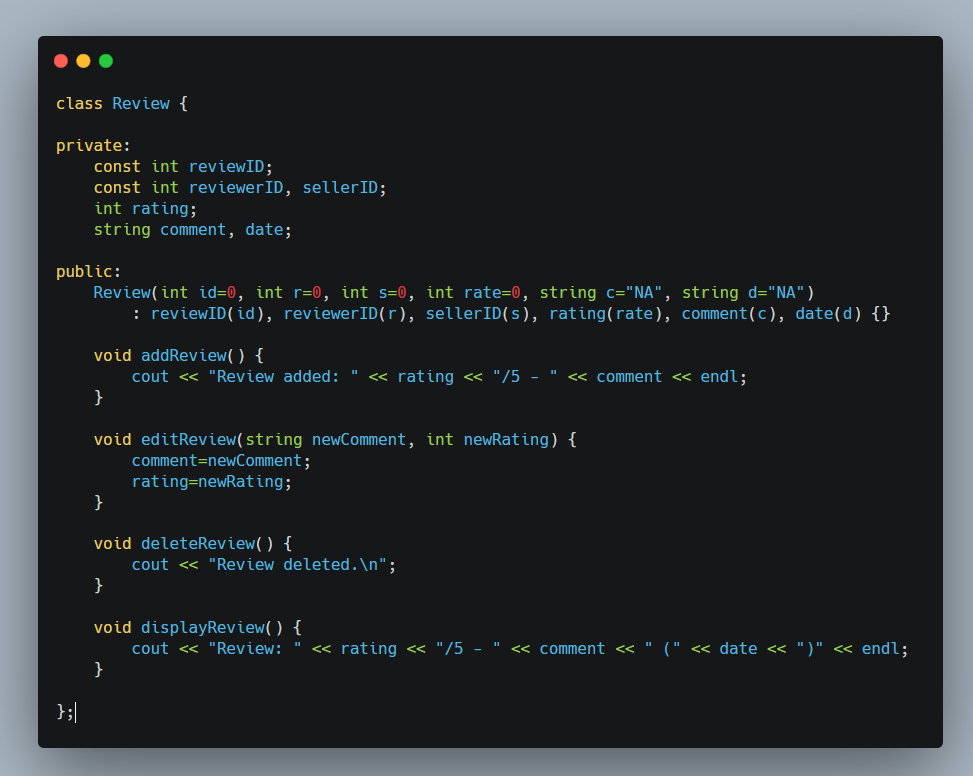 class Review {

private:
    const int reviewID;
    const int reviewerID, sellerID;
    int rating;
    string comment, date;

public:
    Review(int id=0, int r=0, int s=0, int rate=0, string c="NA", string d="NA")
        : reviewID(id), reviewerID(r), sellerID(s), rating(rate), comment(c), date(d) {}

    void addReview() {
        cout << "Review added: " << rating << "/5 - " << comment << endl;
    }

    void editReview(string newComment, int newRating) {
        comment=newComment;
        rating=newRating;
    }

    void deleteReview() {
        cout << "Review deleted.\n";
    }

    void displayReview() {
        cout << "Review: " << rating << "/5 - " << comment << " (" << date << ")" << endl;
    }

};